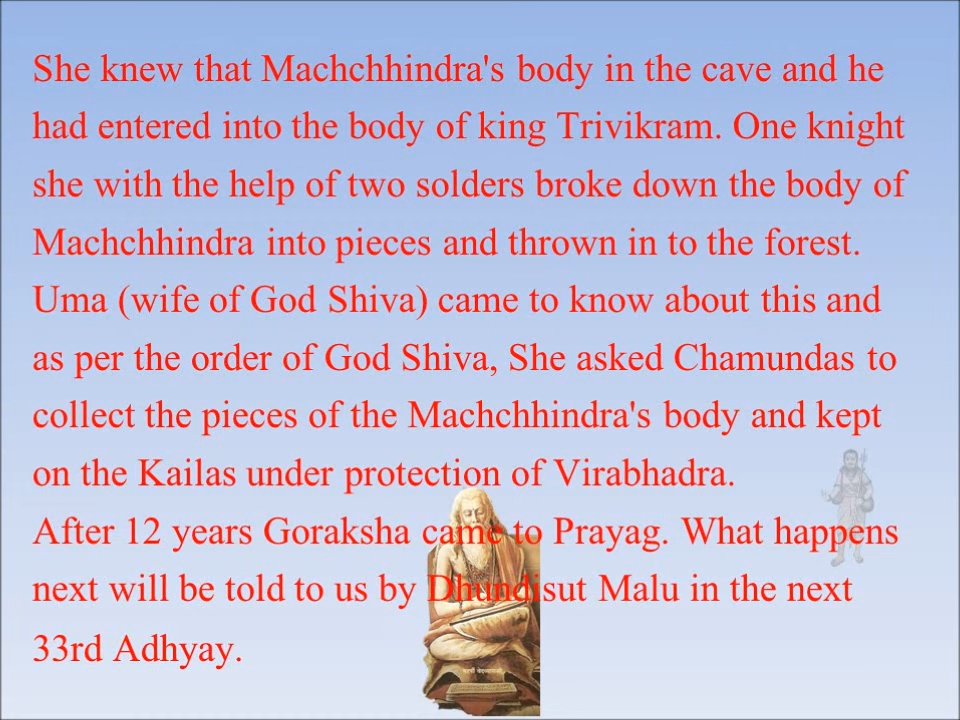 She knew that Machchhindra's body in the cave and he
had entered into the body of king Trivikram. One knight
she with the help of two solders broke down the body of
Machchhindra into pieces and thrown in to the forest.
Uma (wife of God Shiva) came to know about this and
as per the order of God Shiva, She asked Chamundas to
collect the pieces of the Machchhindra's body and kept
on the Kailas under protection of Virabhadra.
After 12 years Goraksha came to Prayag. What happens
next will be told to us by Dhundisut Malu in the next
33rd Adhyay.